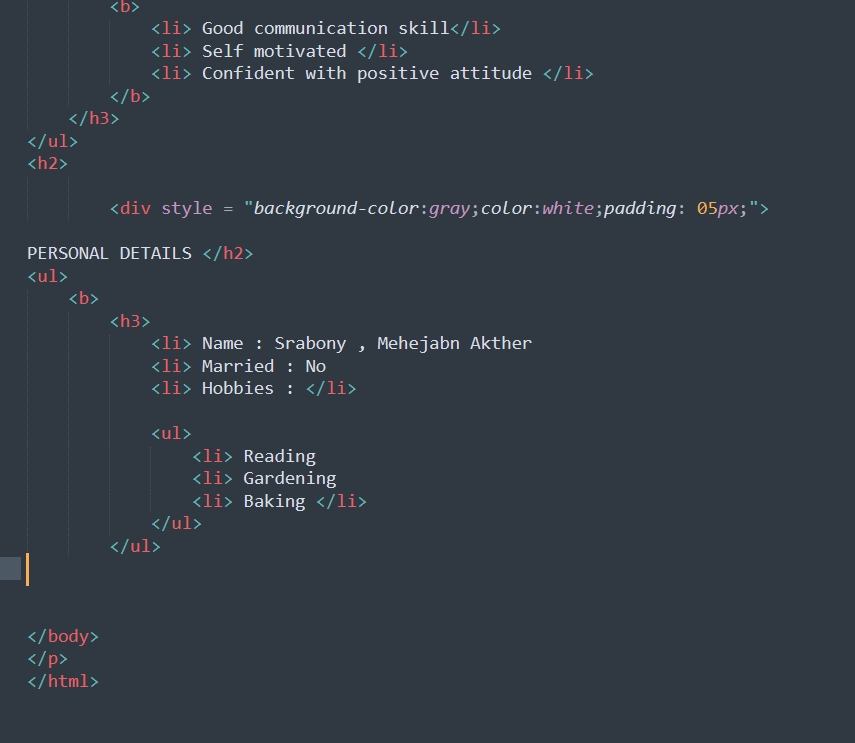 <b>
<li> Good communication skill</li>
<li> Self motivated </li>
<li> Confident with positive attitude </li>
</b>
</h3>
</ul>
<h2>
<div style = "background-color:gray;color:white;padding: 05px;">
PERSONAL DETAILS </h2>
<ul>
<b>
<h3>
<li> Name : Srabony , Mehejabn Akther
<li> Married : No
<li> Hobbies : </li>
<ul>
<li> Reading
<li> Gardening
<li> Baking </li>
</ul>
</ul>
</body>
</p>
</html>